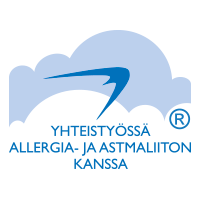 ®
YHTEISTYÖSSÄ
ALLERGIA- JA ASTMALIITON
KANSSA